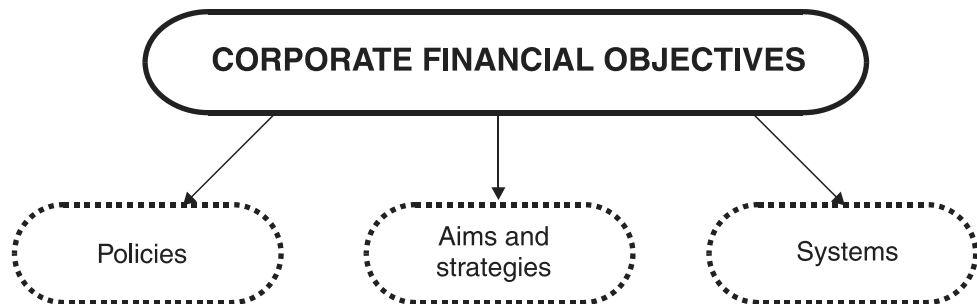 CORPORATE FINANCIAL OBJECTIVES
Policies
Aims and
strategies
Systems